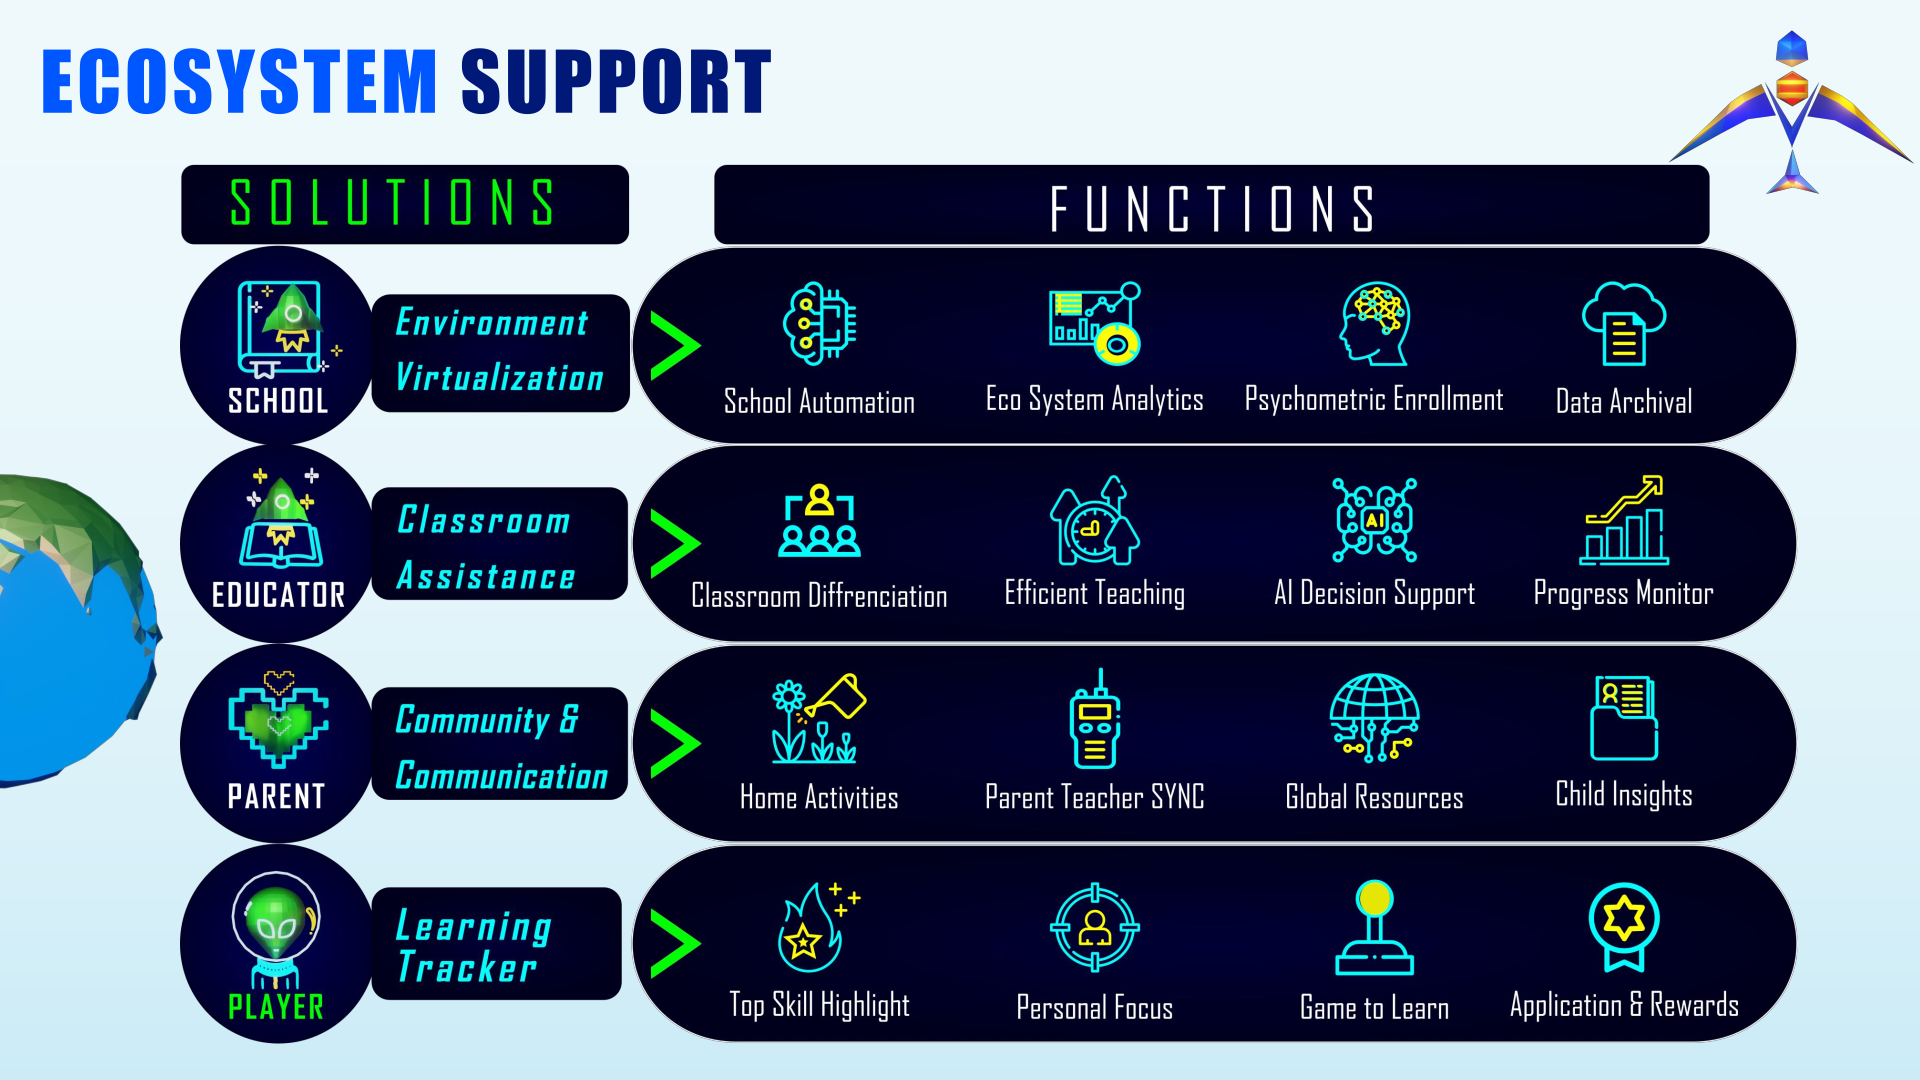 ECOSYSTEM SUPPORT
SOLUTIONS
FUNCTIONS
SCHOOL
Environment
Virtualization
School Automation
Eco System Analytics
Psychometric Enrollment
Data Archival
EDUCATOR
Classroom
Assistance
Classroom Diffrenciation
Efficient Teaching
AI
AI Decision Support
Progress Monitor
PARENT
Community &
Communication
Home Activities
Parent Teacher SYNC
Global Resources
Child Insights
PLAYER
Learning
Tracker
Top Skill Highlight
Personal Focus
Game to Learn
Application & Rewards